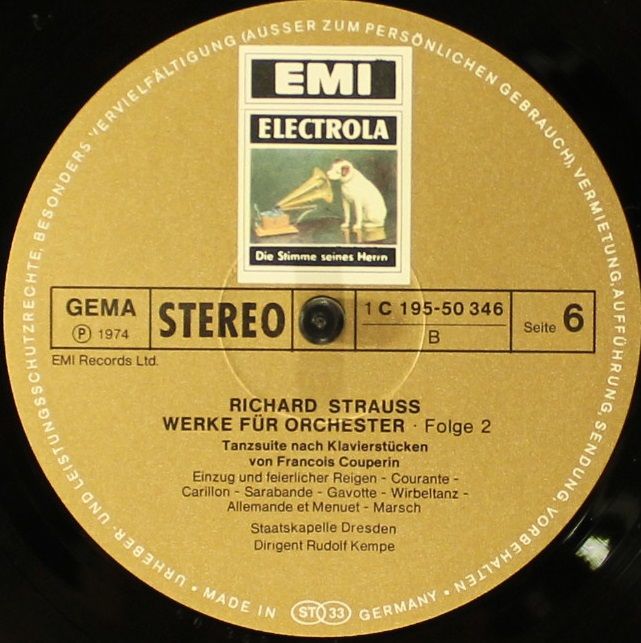 URHEBER- UND LEISTUNGSSCHUTZRECHTE, BESONDERS VERVIELFÄLTIGUNG (AUSSER ZUM PERSÖNLICHEN GEBRAUCH), VERMIETUNG, AUFFÜHRUNG, SENDUNG, VORBEHALTEN •
EMI
ELECTROLA
Die Stimme seines Herrn
GEMA
Ⓟ 1974
STEREO
1 C 195-50 346
B
Seite 6
EMI Records Ltd.
RICHARD STRAUSS
WERKE FÜR ORCHESTER · Folge 2
Tanzsuite nach Klavierstücken
von Francois Couperin
Einzug und feierlicher Reigen - Courante -
Carillon - Sarabande - Gavotte - Wirbeltanz -
Allemande et Menuet - Marsch
Staatskapelle Dresden
Dirigent Rudolf Kempe
• MADE IN ST 33 GERMANY •